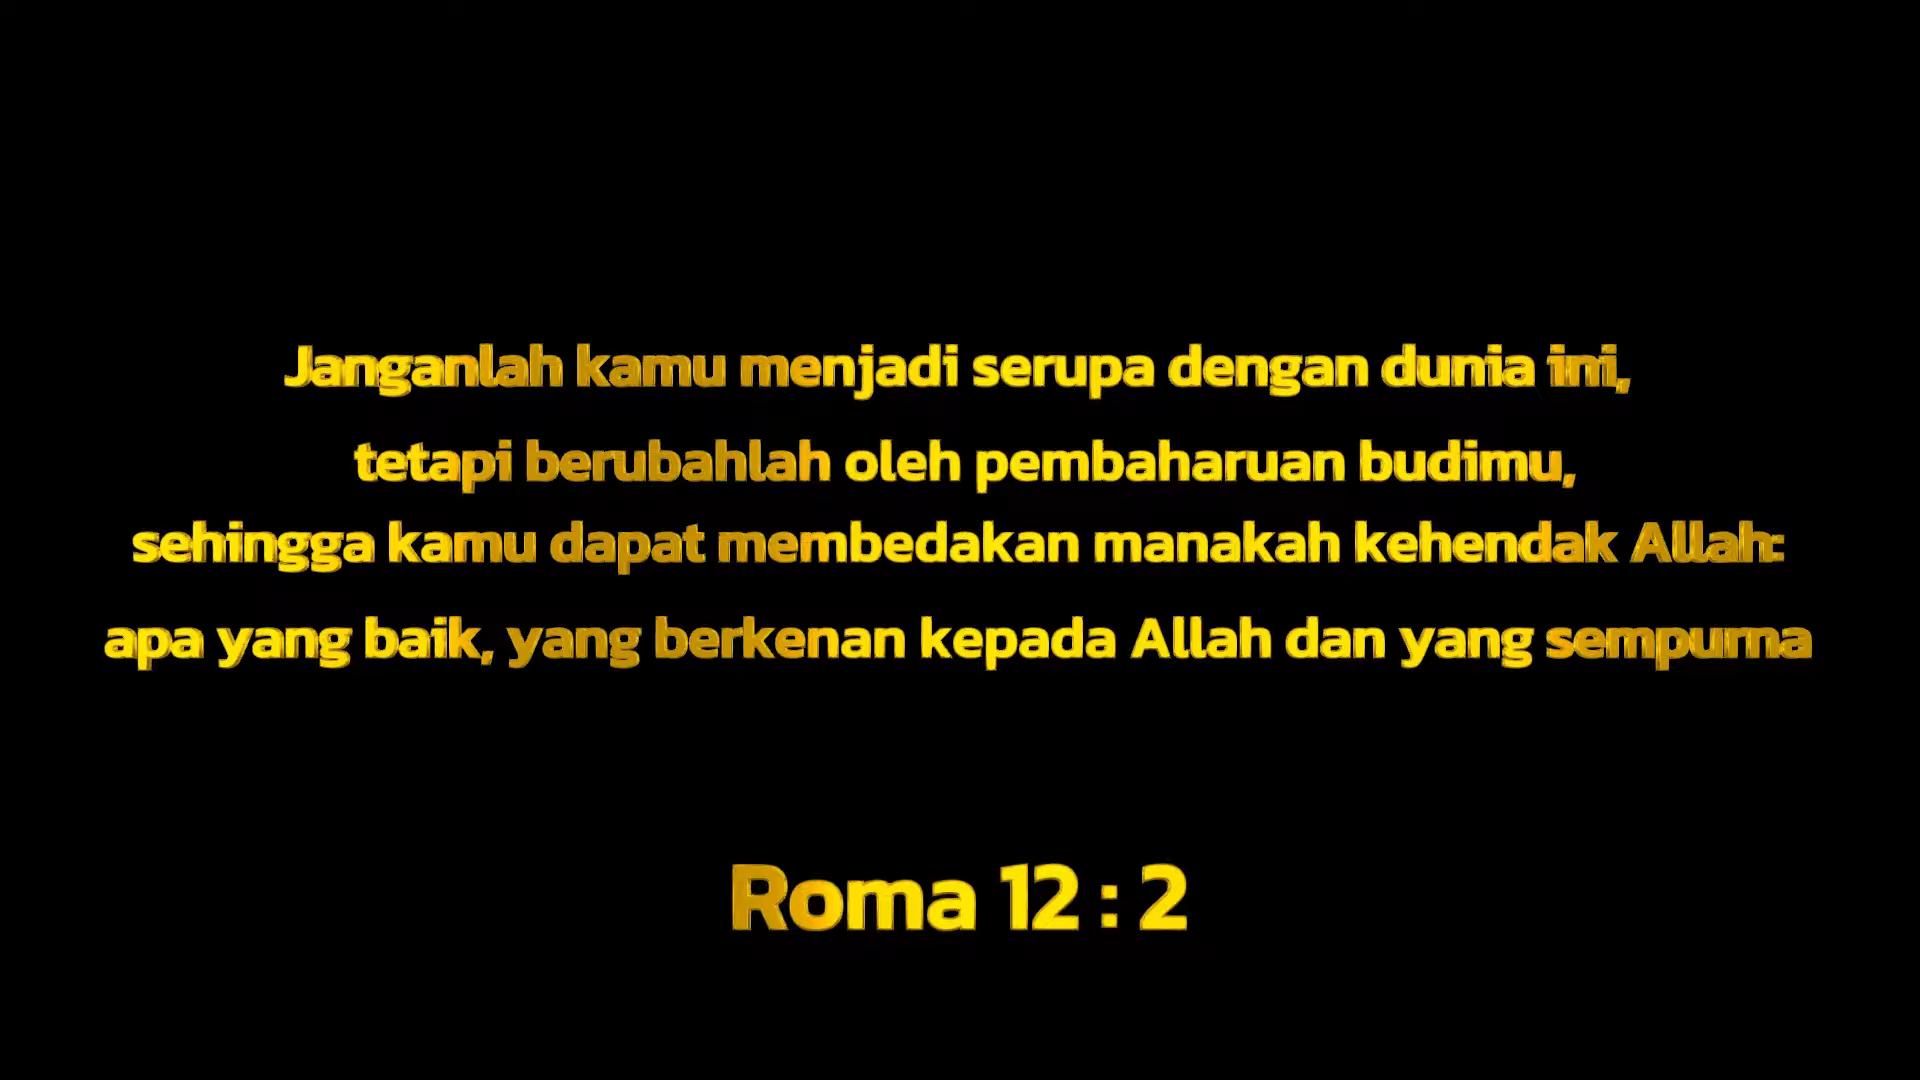 Janganlah kamu menjadi serupa dengan dunia ini,
tetapi berubahlah oleh pembaharuan budimu,
sehingga kamu dapat membedakan manakah kehendak Allah:
apa yang baik, yang berkenan kepada Allah dan yang sempurna
Roma 12 : 2